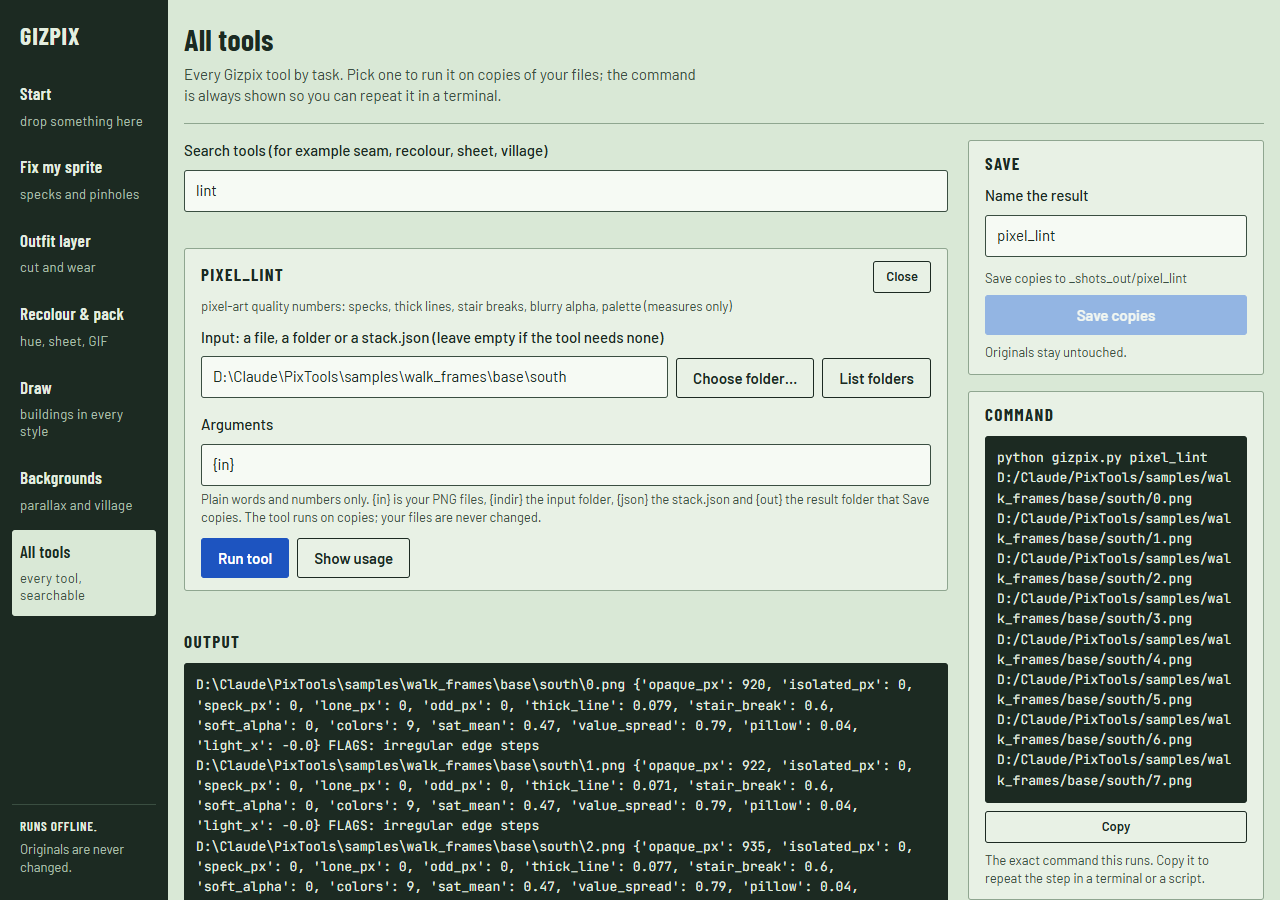 GIZPIX
Start
drop something here
Fix my sprite
specks and pinholes
Outfit layer
cut and wear
Recolour & pack
hue, sheet, GIF
Draw
buildings in every
style
Backgrounds
parallax and village
All tools
every tool,
searchable
RUNS OFFLINE.
Originals are never
changed.
All tools
Every Gizpix tool by task. Pick one to run it on copies of your files; the command
is always shown so you can repeat it in a terminal.
Search tools (for example seam, recolour, sheet, village)
lint
PIXEL_LINT
Close
pixel-art quality numbers: specks, thick lines, stair breaks, blurry alpha, palette (measures only)
Input: a file, a folder or a stack.json (leave empty if the tool needs none)
D:\Claude\PixTools\samples\walk_frames\base\south
Choose folder...
List folders
Arguments
{in}
Plain words and numbers only. {in} is your PNG files, {indir} the input folder, {json} the stack.json and {out} the result folder that Save
copies. The tool runs on copies; your files are never changed.
Run tool
Show usage
OUTPUT
D:\Claude\PixTools\samples\walk_frames\base\south\0.png {'opaque_px': 920, 'isolated_px': 0,
'speck_px': 0, 'lone_px': 0, 'odd_px': 0, 'thick_line': 0.079, 'stair_break': 0.6,
'soft_alpha': 0, 'colors': 9, 'sat_mean': 0.47, 'value_spread': 0.79, 'pillow': 0.04,
'light_x': -0.0} FLAGS: irregular edge steps
D:\Claude\PixTools\samples\walk_frames\base\south\1.png {'opaque_px': 922, 'isolated_px': 0,
'speck_px': 0, 'lone_px': 0, 'odd_px': 0, 'thick_line': 0.071, 'stair_break': 0.6,
'soft_alpha': 0, 'colors': 9, 'sat_mean': 0.47, 'value_spread': 0.79, 'pillow': 0.04,
'light_x': -0.0} FLAGS: irregular edge steps
D:\Claude\PixTools\samples\walk_frames\base\south\2.png {'opaque_px': 935, 'isolated_px': 0,
'speck_px': 0, 'lone_px': 0, 'odd_px': 0, 'thick_line': 0.077, 'stair_break': 0.6,
'soft_alpha': 0, 'colors': 9, 'sat_mean': 0.47, 'value_spread': 0.79, 'pillow': 0.04,
SAVE
Name the result
pixel_lint
Save copies to _shots_out/pixel_lint
Save copies
Originals stay untouched.
COMMAND
python gizpix.py pixel_lint
D:/Claude/PixTools/samples/wal
k_frames/base/south/0.png
D:/Claude/PixTools/samples/wal
k_frames/base/south/1.png
D:/Claude/PixTools/samples/wal
k_frames/base/south/2.png
D:/Claude/PixTools/samples/wal
k_frames/base/south/3.png
D:/Claude/PixTools/samples/wal
k_frames/base/south/4.png
D:/Claude/PixTools/samples/wal
k_frames/base/south/5.png
D:/Claude/PixTools/samples/wal
k_frames/base/south/6.png
D:/Claude/PixTools/samples/wal
k_frames/base/south/7.png
Copy
The exact command this runs. Copy it to
repeat the step in a terminal or a script.